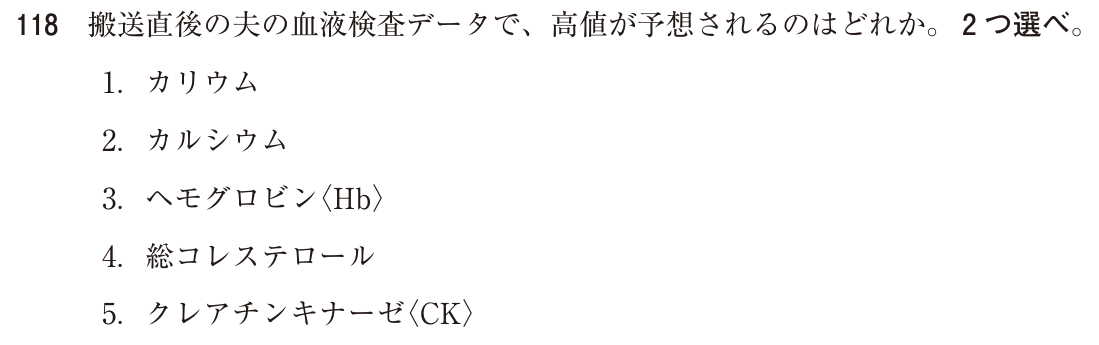 118 搬送直後の夫の血液検査データで、高値が予想されるのはどれか。2つ選べ。
1. カリウム
2. カルシウム
3. ヘモグロビン〈Hb〉
4. 総コレステロール
5. クレアチンキナーゼ〈CK〉